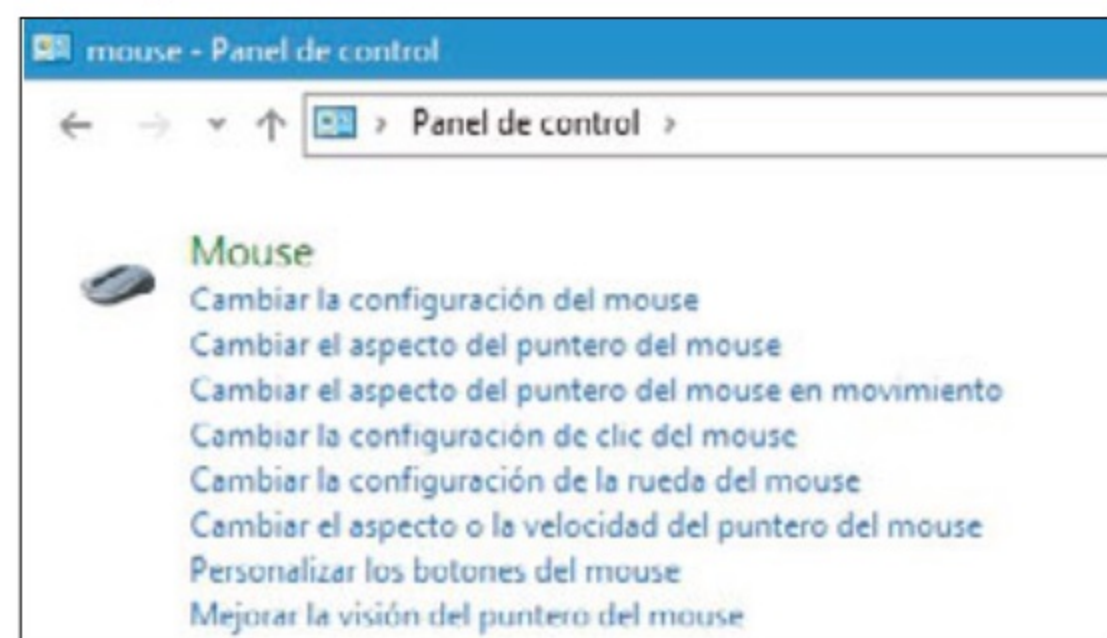 mouse - Panel de control
Panel de control
Mouse
Cambiar la configuración del mouse
Cambiar el aspecto del puntero del mouse
Cambiar el aspecto del puntero del mouse en movimiento
Cambiar la configuración de clic del mouse
Cambiar la configuración de la rueda del mouse
Cambiar el aspecto o la velocidad del puntero del mouse
Personalizar los botones del mouse
Mejorar la visión del puntero del mouse